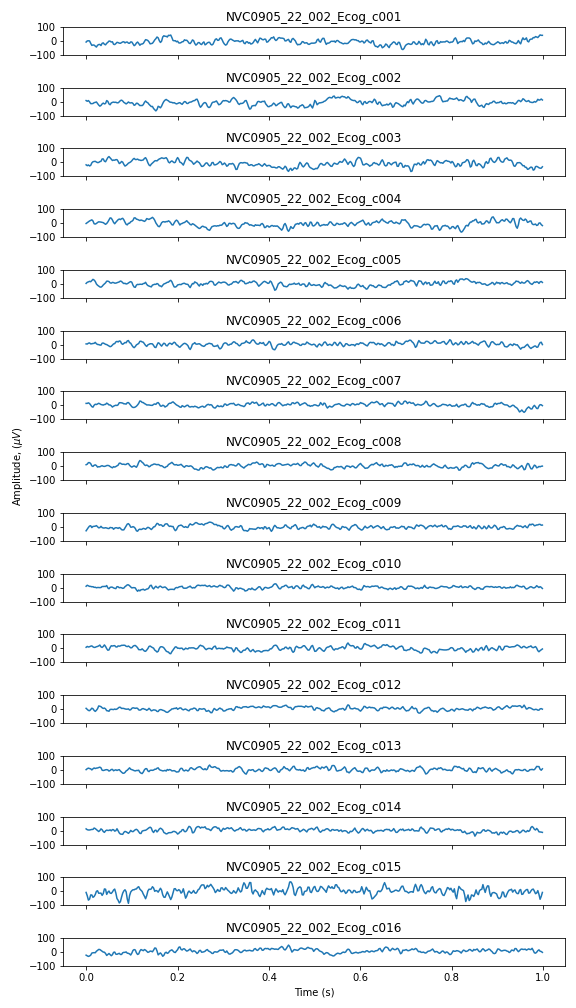 NVC0905_22_002_Ecog_c001
100
0
−100
NVC0905_22_002_Ecog_c002
100
0
−100
NVC0905_22_002_Ecog_c003
100
0
−100
NVC0905_22_002_Ecog_c004
100
0
−100
NVC0905_22_002_Ecog_c005
100
0
−100
NVC0905_22_002_Ecog_c006
100
0
−100
NVC0905_22_002_Ecog_c007
100
0
−100
Amplitude, (μV)
NVC0905_22_002_Ecog_c008
100
0
−100
NVC0905_22_002_Ecog_c009
100
0
−100
NVC0905_22_002_Ecog_c010
100
0
−100
NVC0905_22_002_Ecog_c011
100
0
−100
NVC0905_22_002_Ecog_c012
100
0
−100
NVC0905_22_002_Ecog_c013
100
0
−100
NVC0905_22_002_Ecog_c014
100
0
−100
NVC0905_22_002_Ecog_c015
100
0
−100
NVC0905_22_002_Ecog_c016
100
0
−100
0.0 0.2 0.4 0.6 0.8 1.0
Time (s)